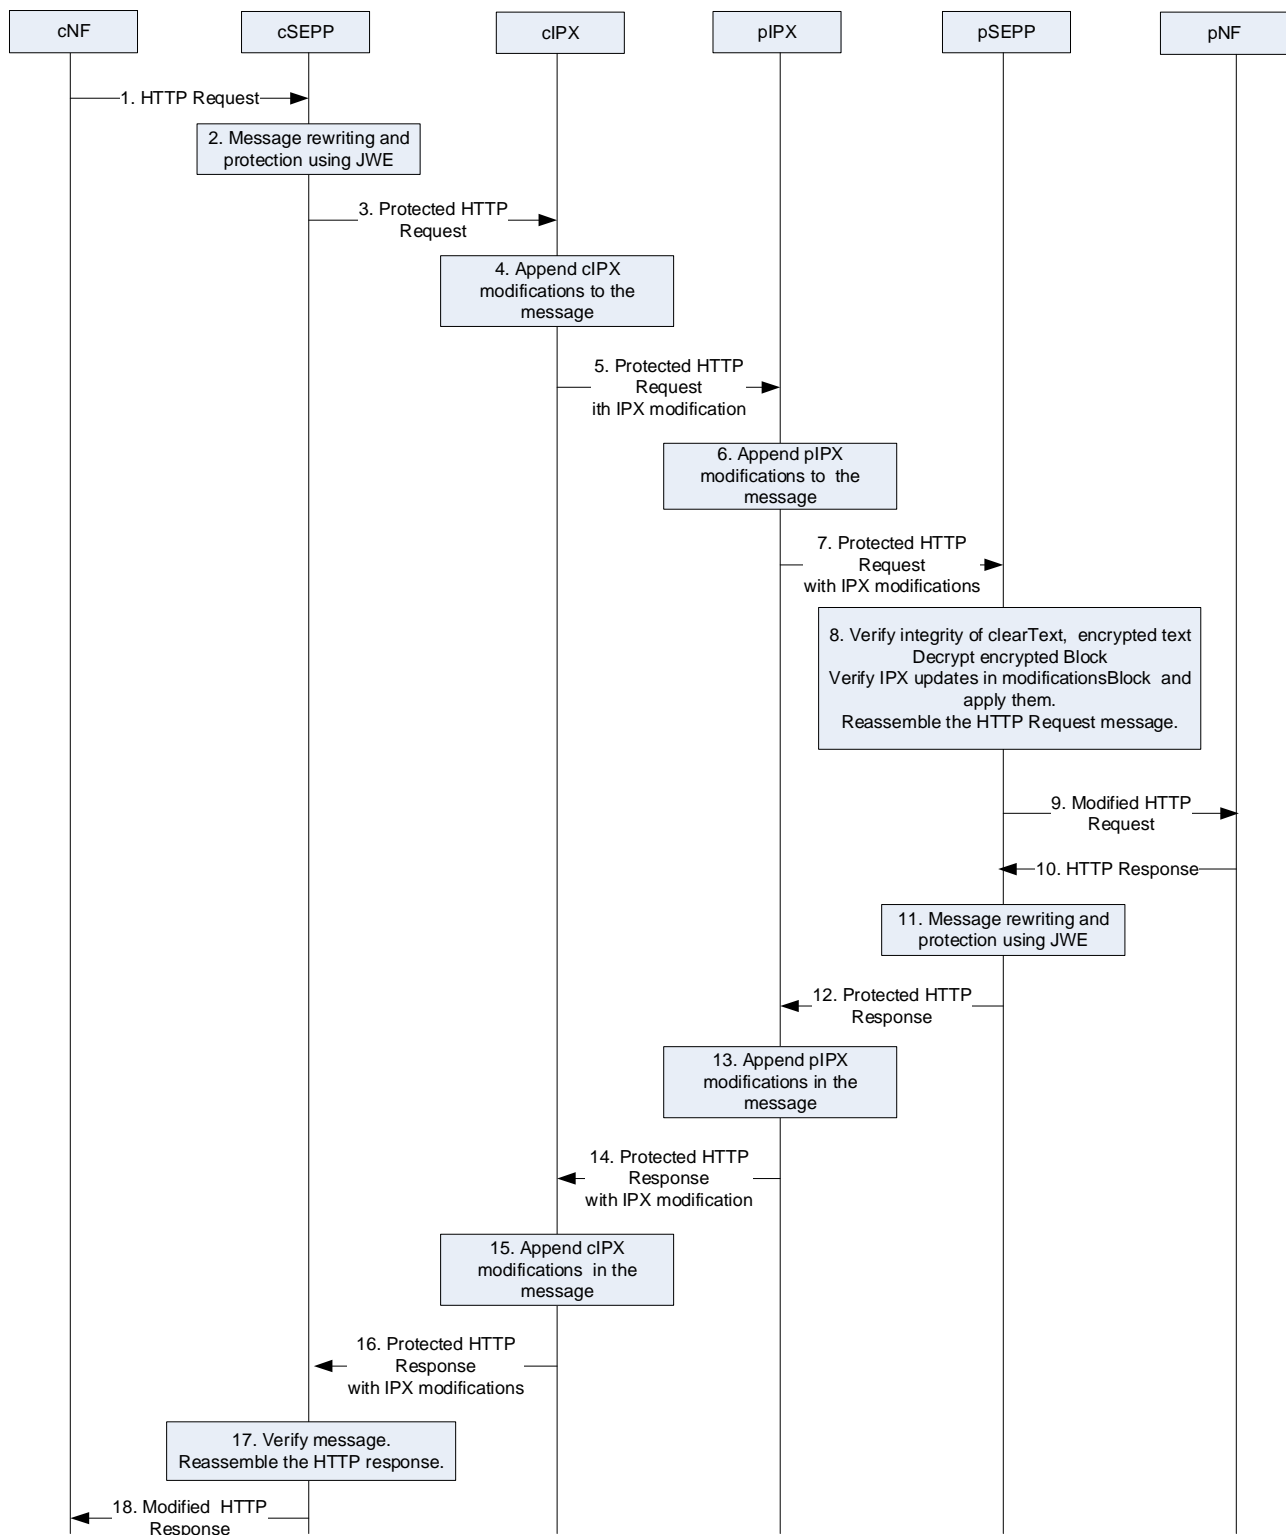 cNF
cSEPP
cIPX
pIPX
pSEPP
pNF
1. HTTP Request
2. Message rewriting and
protection using JWE
3. Protected HTTP
Request
4. Append cIPX
modifications to the
message
5. Protected HTTP
Request
ith IPX modification
6. Append pIPX
modifications to the
message
7. Protected HTTP
Request
with IPX modifications
8. Verify integrity of clearText, encrypted text
Decrypt encrypted Block
Verify IPX updates in modificationsBlock and
apply them.
Reassemble the HTTP Request message.
9. Modified HTTP
Request
10. HTTP Response
11. Message rewriting and
protection using JWE
12. Protected HTTP
Response
13. Append pIPX
modifications in the
message
14. Protected HTTP
Response
with IPX modification
15. Append cIPX
modifications in the
message
16. Protected HTTP
Response
with IPX modifications
17. Verify message.
Reassemble the HTTP response.
18. Modified HTTP
Response